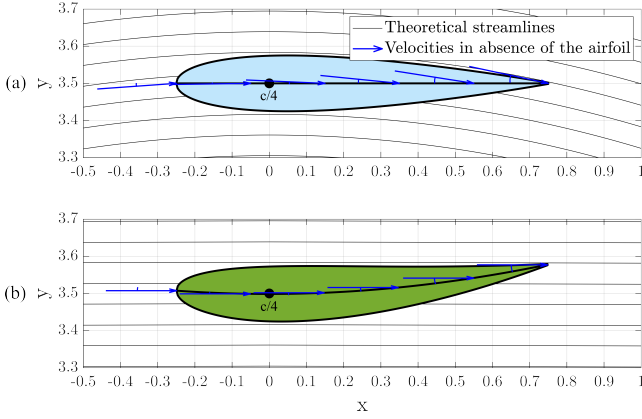 3.7
Theoretical streamlines
3.6
Velocities in absence of the airfoil
(a)
y
3.5
c/4
3.4
3.3
-0.5 -0.4 -0.3 -0.2 -0.1 0 0.1 0.2 0.3 0.4 0.5 0.6 0.7 0.8 0.9 1
3.7
3.6
(b)
y
3.5
c/4
3.4
3.3
-0.5 -0.4 -0.3 -0.2 -0.1 0 0.1 0.2 0.3 0.4 0.5 0.6 0.7 0.8 0.9 1
x